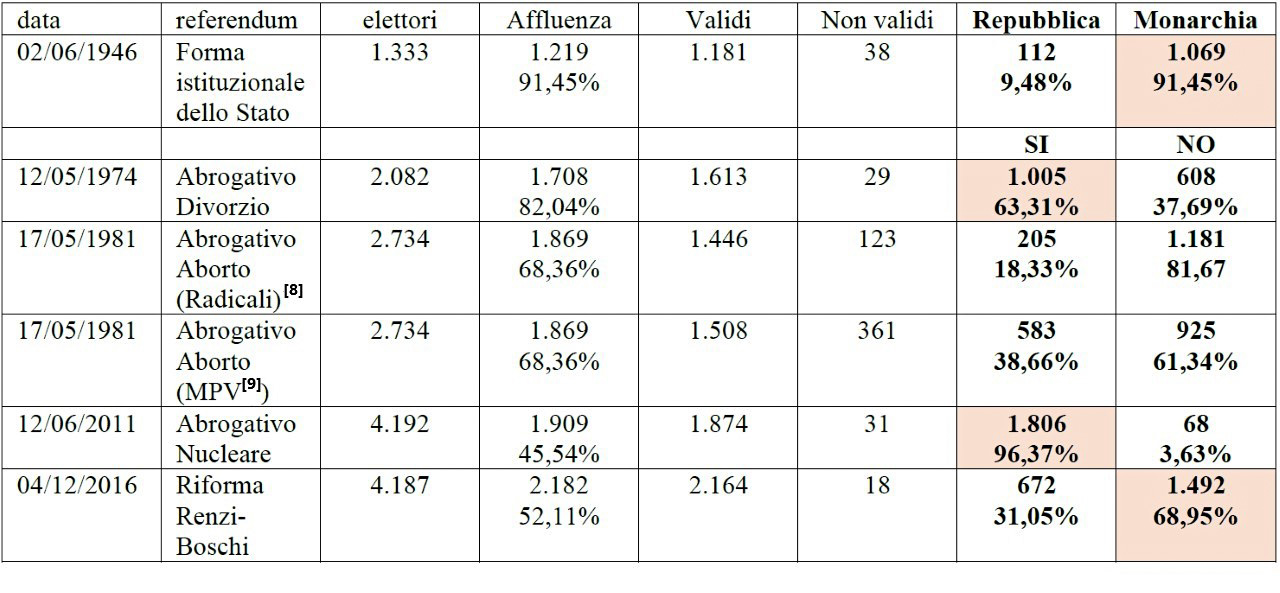 data referendum elettori Affluenza Validi Non validi Repubblica Monarchia
02/06/1946 Forma 1.333 1.219 1.181 38 112 1.069
istituzionale 91,45% 9,48% 91,45%
dello Stato
SI NO
12/05/1974 Abrogativo 2.082 1.708 1.613 29 1.005 608
Divorzio 82,04% 63,31% 37,69%
17/05/1981 Abrogativo 2.734 1.869 1.446 123 205 1.181
Aborto 68,36% 18,33% 81,67
(Radicali)[8]
17/05/1981 Abrogativo 2.734 1.869 1.508 361 583 925
Aborto 68,36% 38,66% 61,34%
(MPV[9])
12/06/2011 Abrogativo 4.192 1.909 1.874 31 1.806 68
Nucleare 45,54% 96,37% 3,63%
04/12/2016 Riforma 4.187 2.182 2.164 18 672 1.492
Renzi- 52,11% 31,05% 68,95%
Boschi